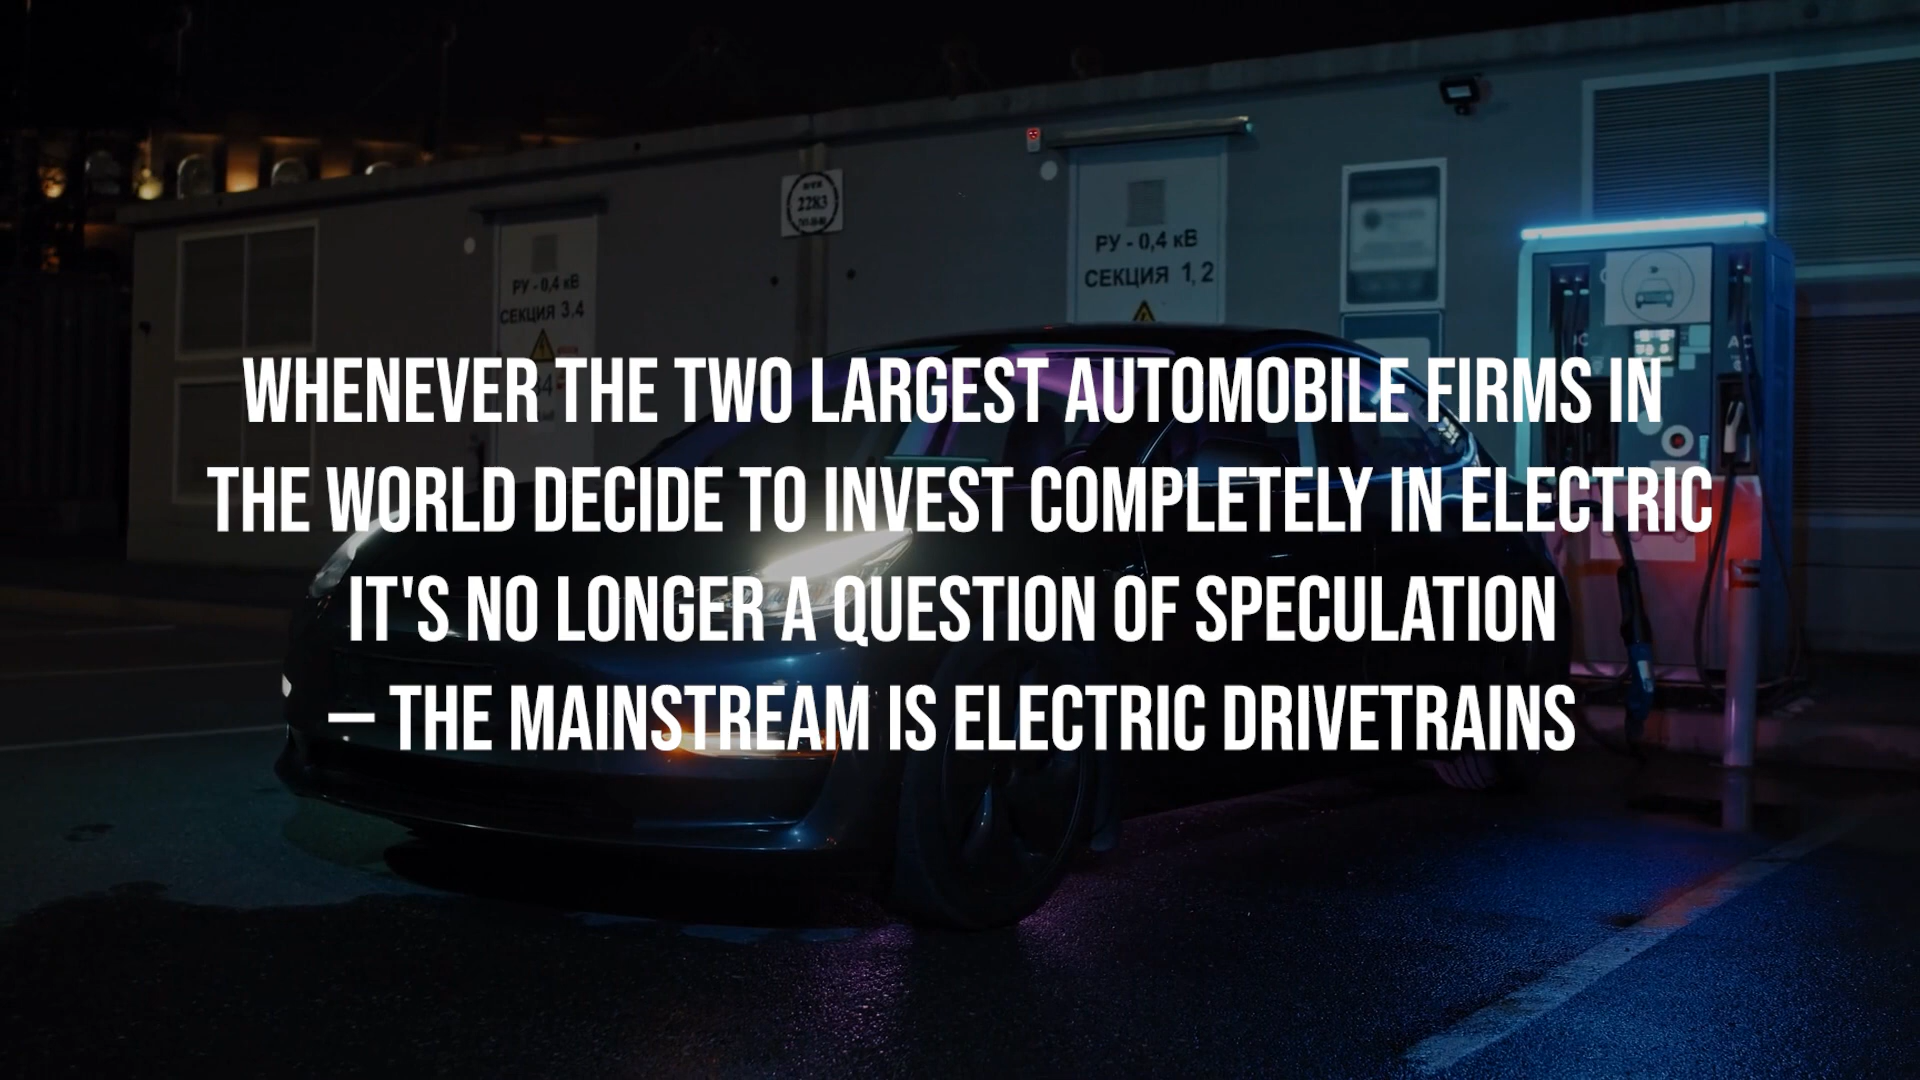 2283
РУ - 0,4 кВ
СЕКЦИЯ 1, 2
РУ - 0,4 кВ
СЕКЦИЯ 3.4
WHENEVER THE TWO LARGEST AUTOMOBILE FIRMS IN
THE WORLD DECIDE TO INVEST COMPLETELY IN ELECTRIC
IT'S NO LONGER A QUESTION OF SPECULATION
– THE MAINSTREAM IS ELECTRIC DRIVETRAINS